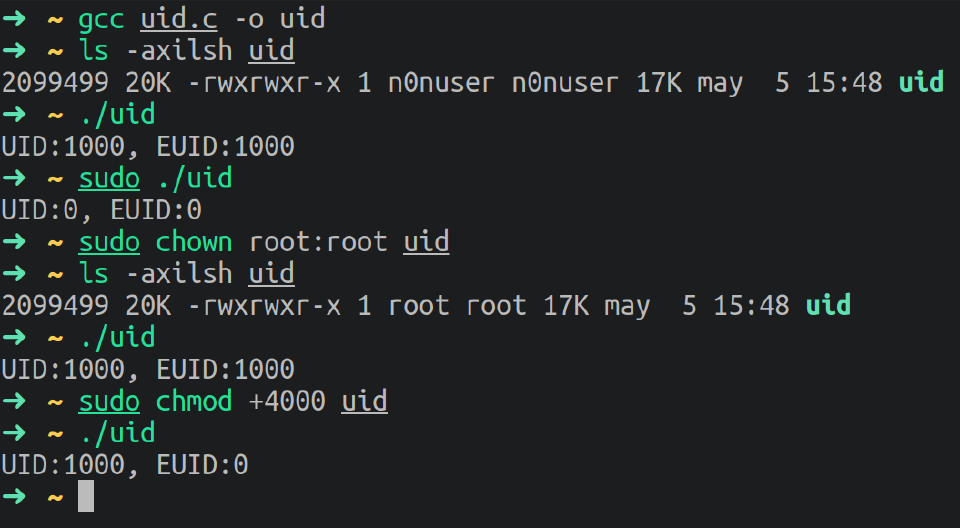 ➜ ~ gcc uid.c -o uid
➜ ~ ls -axilsh uid
2099499 20K -rwxrwxr-x 1 n0nuser n0nuser 17K may  5 15:48 uid
➜ ~ ./uid
UID:1000, EUID:1000
➜ ~ sudo ./uid
UID:0, EUID:0
➜ ~ sudo chown root:root uid
➜ ~ ls -axilsh uid
2099499 20K -rwxrwxr-x 1 root root 17K may  5 15:48 uid
➜ ~ ./uid
UID:1000, EUID:1000
➜ ~ sudo chmod +4000 uid
➜ ~ ./uid
UID:1000, EUID:0
➜ ~